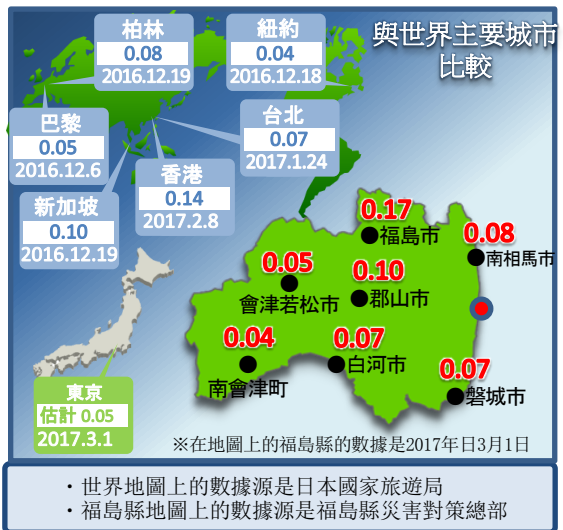 與世界主要城市
比較
柏林
0.08
2016.12.19
紐約
0.04
2016.12.18
巴黎
0.05
2016.12.6
台北
0.07
2017.1.24
香港
0.14
2017.2.8
新加坡
0.10
2016.12.19
東京
估計 0.05
2017.3.1
0.17
福島市
0.08
南相馬市
0.05
會津若松市
0.10
郡山市
0.04
南會津町
0.07
白河市
0.07
磐城市
※在地圖上的福島縣的數據是2017年日3月1日
・世界地圖上的數據源是日本國家旅遊局
・福島縣地圖上的數據源是福島縣災害對策總部